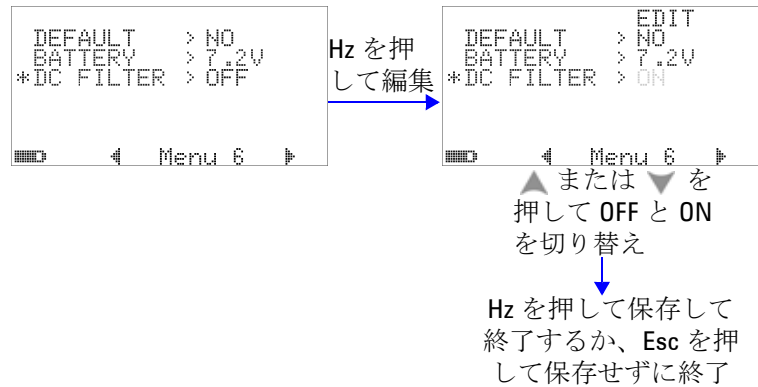 DEFAULT > NO
BATTERY > 7.2V
*DC FILTER > OFF
Menu 6
Hz を押
して編集
EDIT
DEFAULT > NO
BATTERY > 7.2V
*DC FILTER > ON
Menu 6
または を
押して OFF と ON
を切り替え
Hz を押して保存して
終了するか、Esc を押
して保存せずに終了